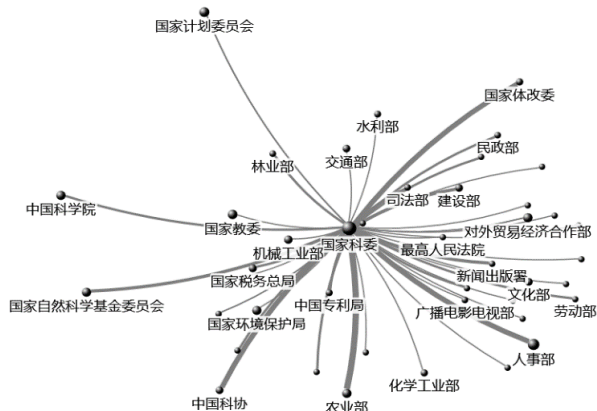 国家计划委员会
国家体改委
水利部
民政部
交通部
林业部
司法部
建设部
中国科学院
国家教委
对外贸易经济合作部
国家科委
最高人民法院
机械工业部
新闻出版署
国家税务总局
文化部
国家自然科学基金委员会
中国专利局
广播电影电视部
劳动部
国家环境保护局
人事部
化学工业部
中国科协
农业部